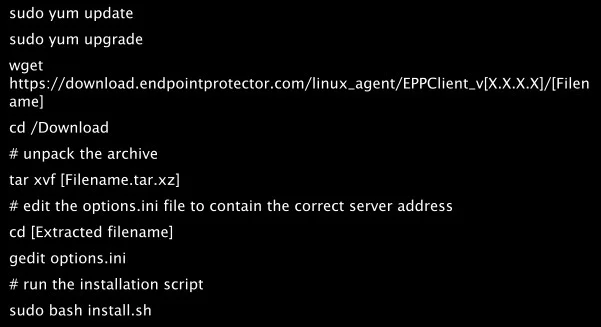 sudo yum update
sudo yum upgrade
wget
https://download.endpointprotector.com/linux_agent/EPPClient_v[X.X.X.X]/[Filen
ame]
cd /Download
# unpack the archive
tar xvf [Filename.tar.xz]
# edit the options.ini file to contain the correct server address
cd [Extracted filename]
gedit options.ini
# run the installation script
sudo bash install.sh